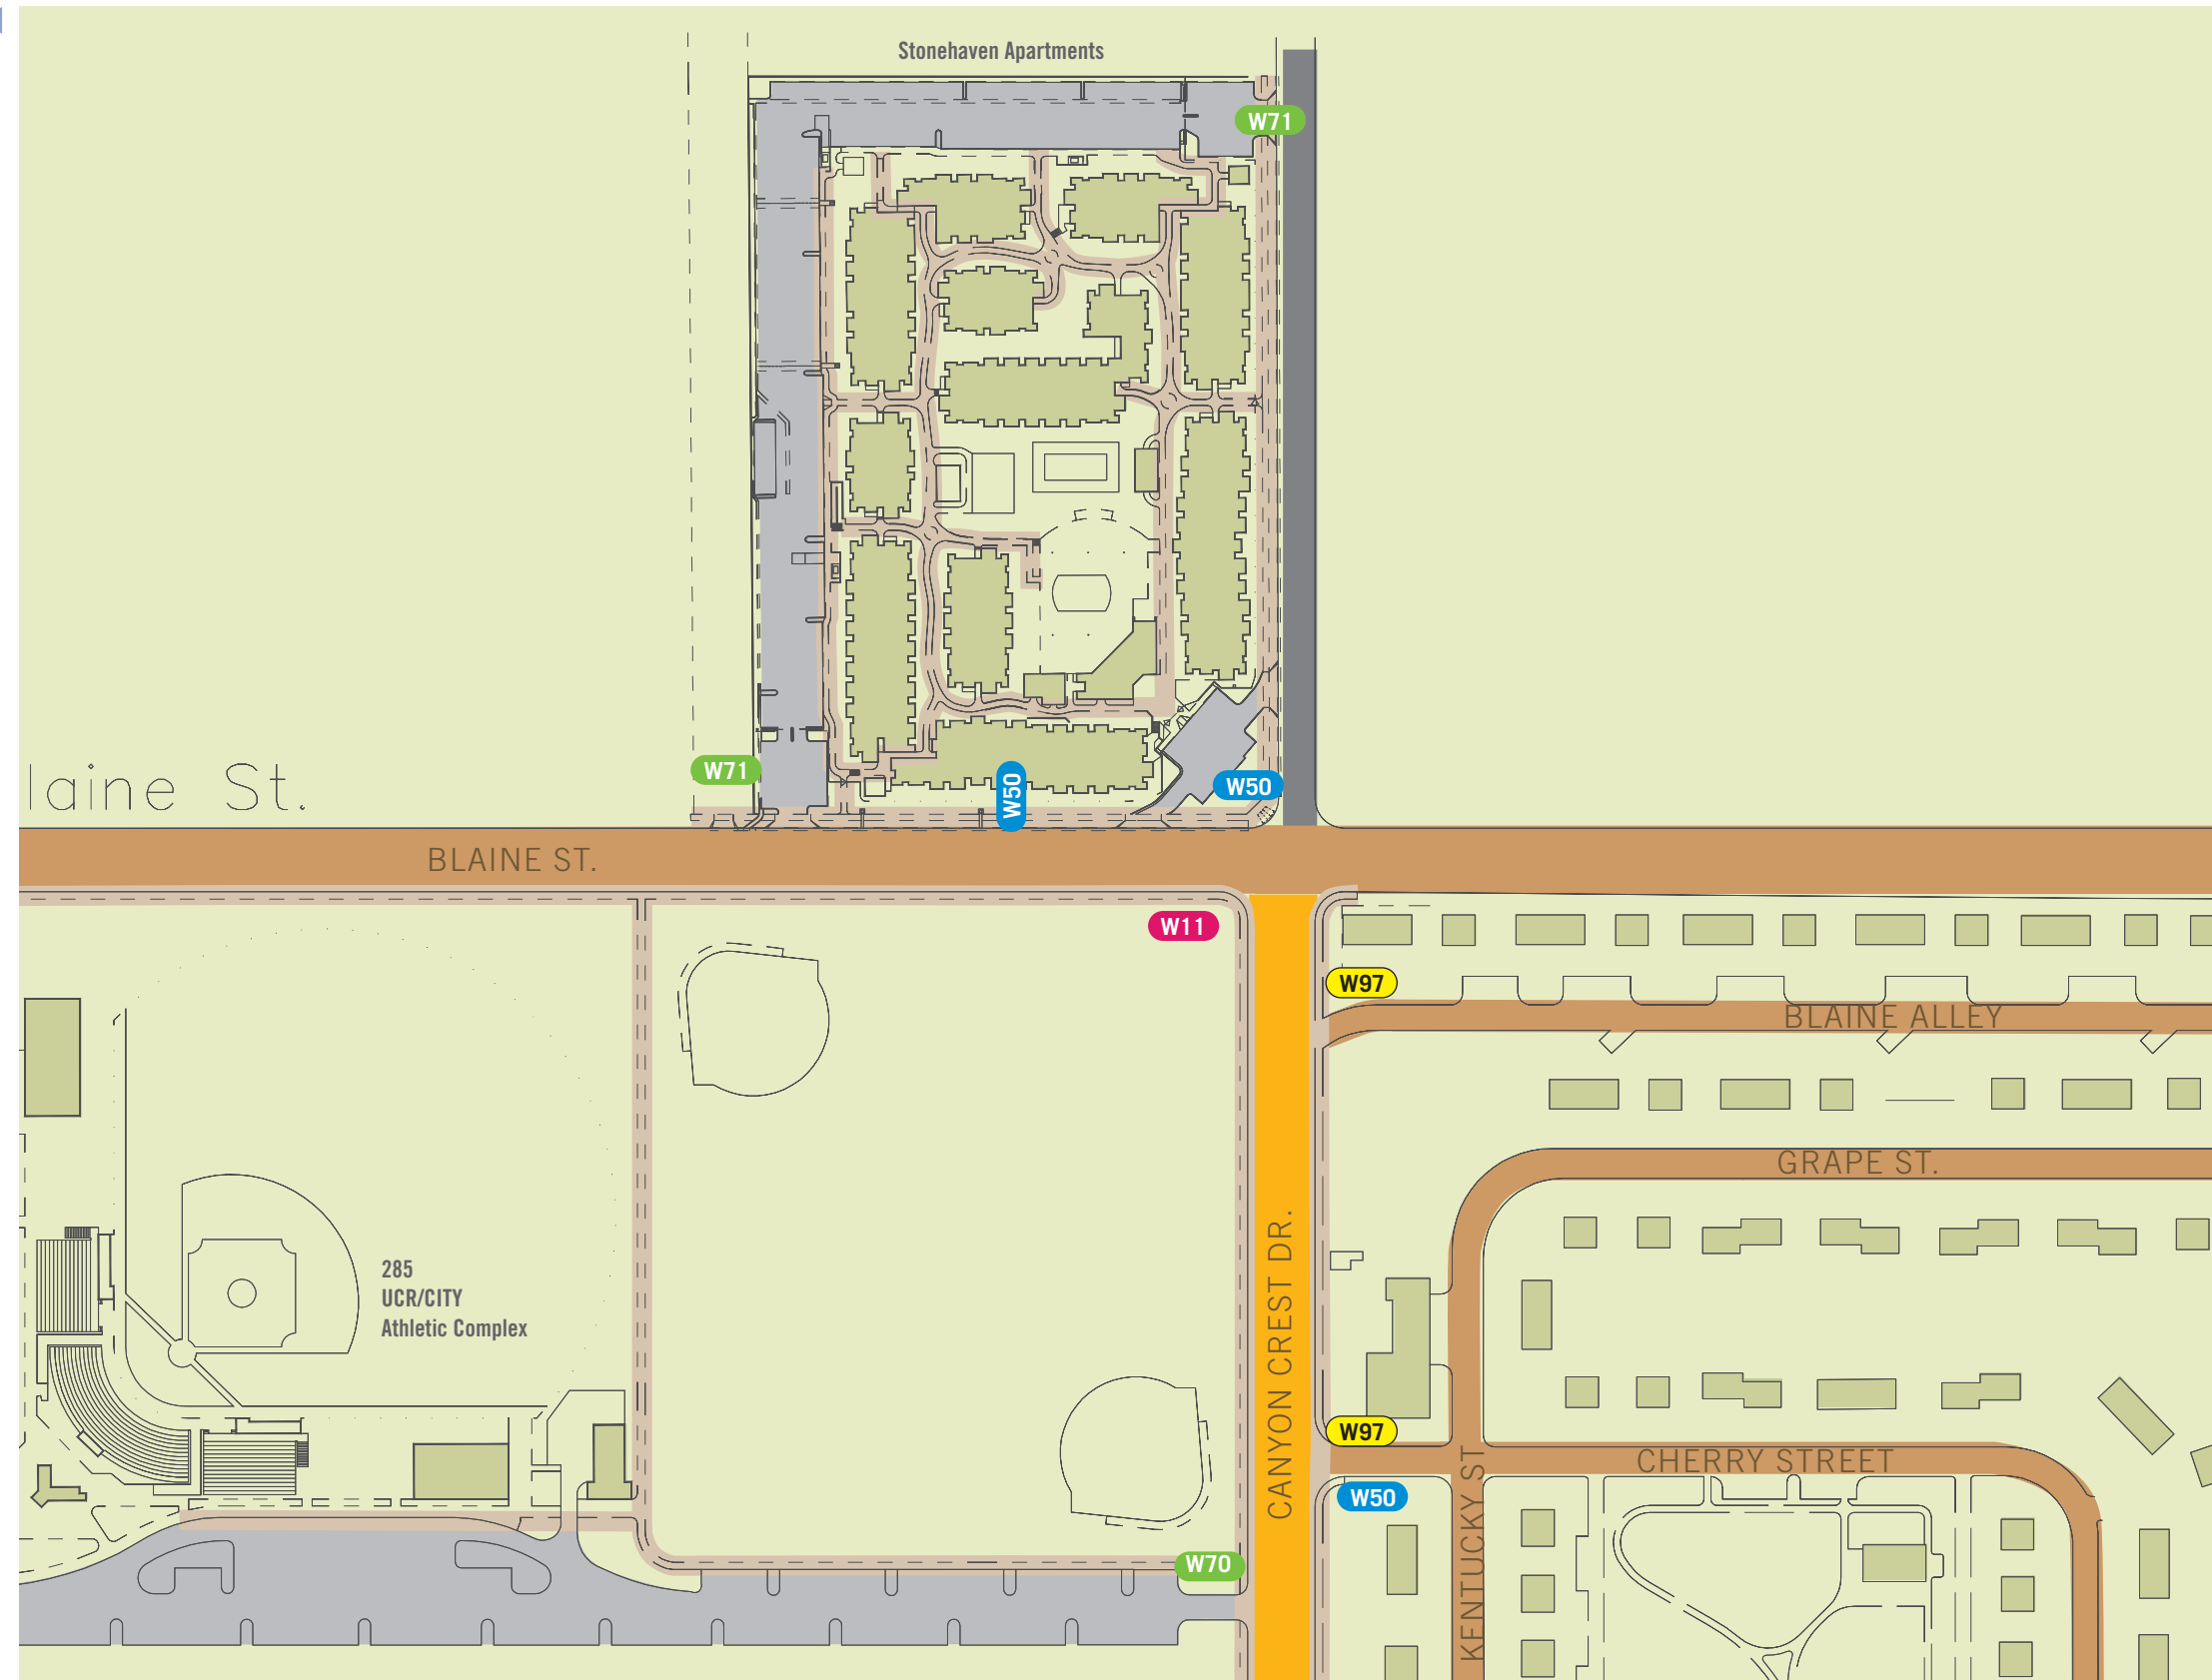 Stonehaven Apartments
W71
W71
W50
W50
laine St.
BLAINE ST.
W11
W97
BLAINE ALLEY
GRAPE ST.
CANYON CREST DR.
285
UCR/CITY
Athletic Complex
W97
CHERRY STREET
W50
KENTUCKY ST
W70